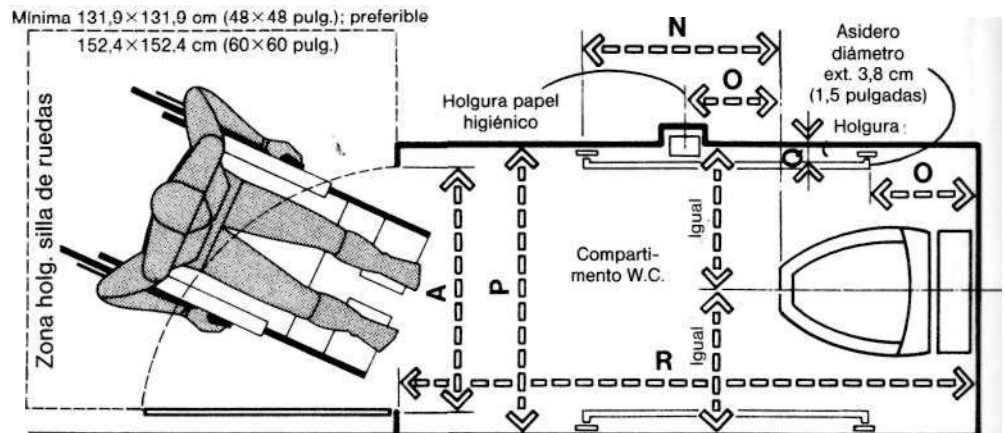 Mínima 131,9×131,9 cm (48×48 pulg.); preferible
152,4×152,4 cm (60×60 pulg.)
Zona holg. silla de ruedas
N
O
Asidero
diámetro
ext. 3,8 cm
(1,5 pulgadas)
Holgura papel
higiénico
Holgura
Q
O
A
P
Igual
Comparti-
mento W.C.
Igual
R